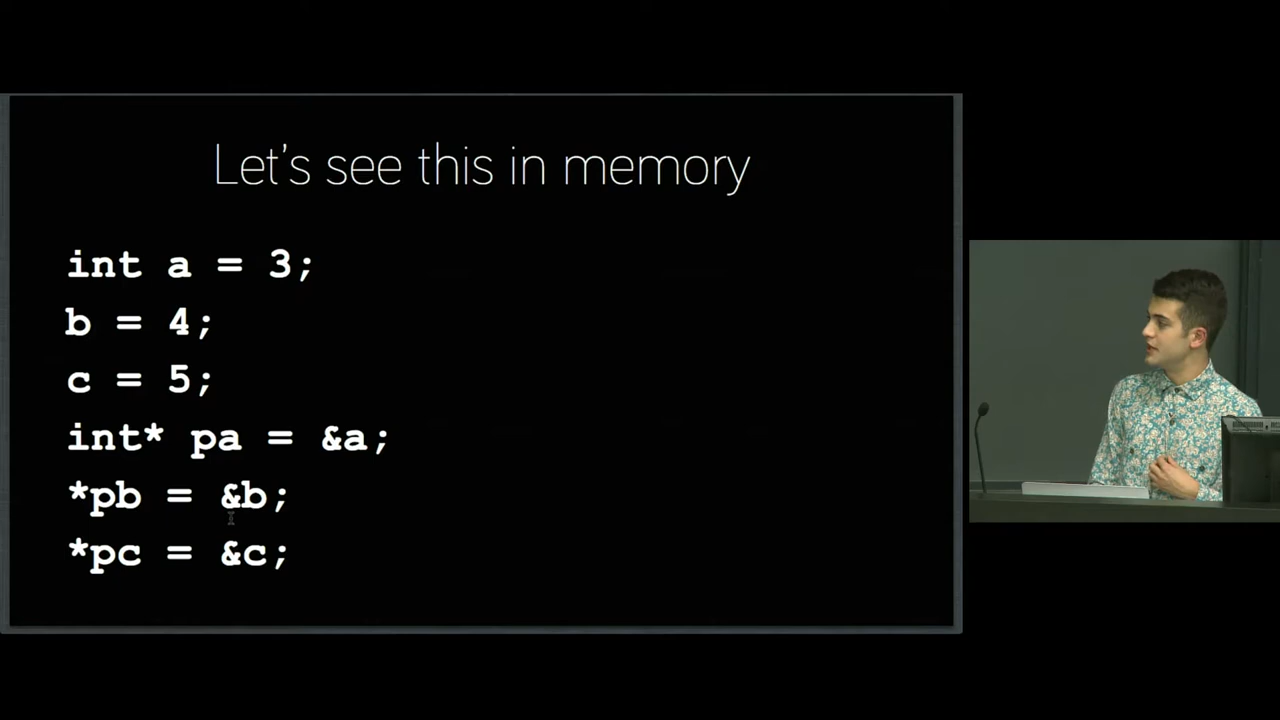 Let's see this in memory
int a = 3;
b = 4;
c = 5;
int* pa = &a;
*pb = &b;
*pc = &c;